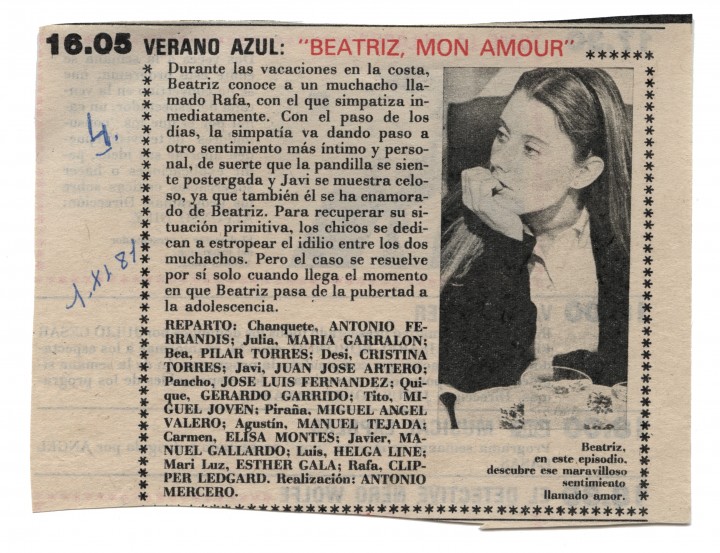 16.05 VERANO AZUL: "BEATRIZ, MON AMOUR"
Durante las vacaciones en la costa,
Beatriz conoce a un muchacho lla-
mado Rafa, con el que simpatiza in-
mediatamente. Con el paso de los
días, la simpatía va dando paso a
otro sentimiento más íntimo y perso-
nal, de suerte que la pandilla se sien-
te postergada y Javi se muestra celo-
so, ya que también él se ha enamora-
do de Beatriz. Para recuperar su si-
tuación primitiva, los chicos se dedi-
can a estropear el idilio entre los dos
muchachos. Pero el caso se resuelve
por sí solo cuando llega el momento
en que Beatriz pasa de la pubertad a
la adolescencia.
REPARTO: Chanquete, ANTONIO FE-
RRANDIS; Julia, MARIA GARRALON;
Bea, PILAR TORRES; Desi, CRISTINA
TORRES; Javi, JUAN JOSE ARTERO;
Pancho, JOSE LUIS FERNANDEZ; Qui-
que, GERARDO GARRIDO; Tito, MI-
GUEL JOVEN; Piraña, MIGUEL ANGEL
VALERO; Agustín, MANUEL TEJADA;
Carmen, ELISA MONTES; Javier, MA-
NUEL GALLARDO; Luis, HELGA LINE;
Mari Luz, ESTHER GALA; Rafa, CLIP-
PER LEDGARD. Realización: ANTONIO
MERCERO.
Beatriz,
en este episodio,
descubre ese maravilloso
sentimiento
llamado amor.
4.